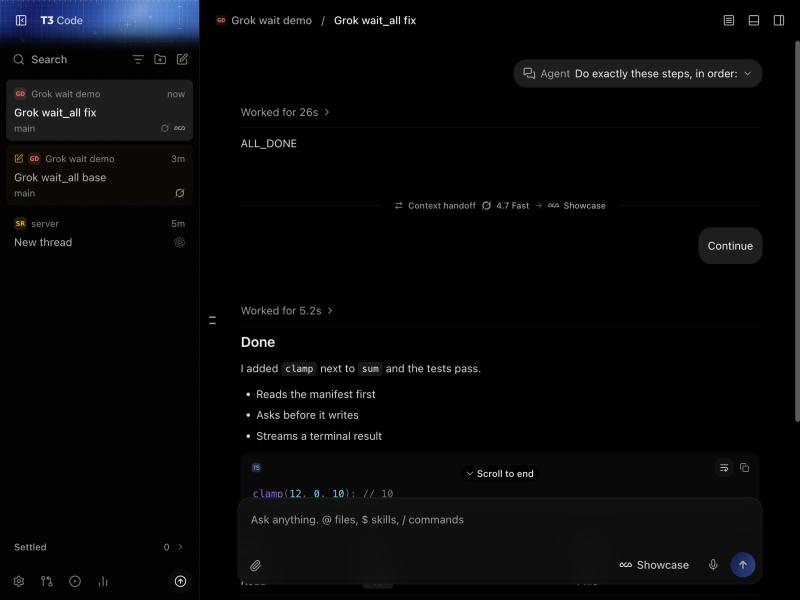 T3 Code
Search
GD Grok wait demo now
Grok wait_all fix
main
GD Grok wait demo 3m
Grok wait_all base
main
SR server 5m
New thread
Settled 0
GD Grok wait demo / Grok wait_all fix
Agent Do exactly these steps, in order:
Worked for 26s
ALL_DONE
Context handoff 4.7 Fast → Showcase
Continue
Worked for 5.2s
Done
I added clamp next to sum and the tests pass.
• Reads the manifest first
• Asks before it writes
• Streams a terminal result
TS
Scroll to end
clamp(12, 0, 10); // 10
Ask anything. @ files, $ skills, / commands
Showcase